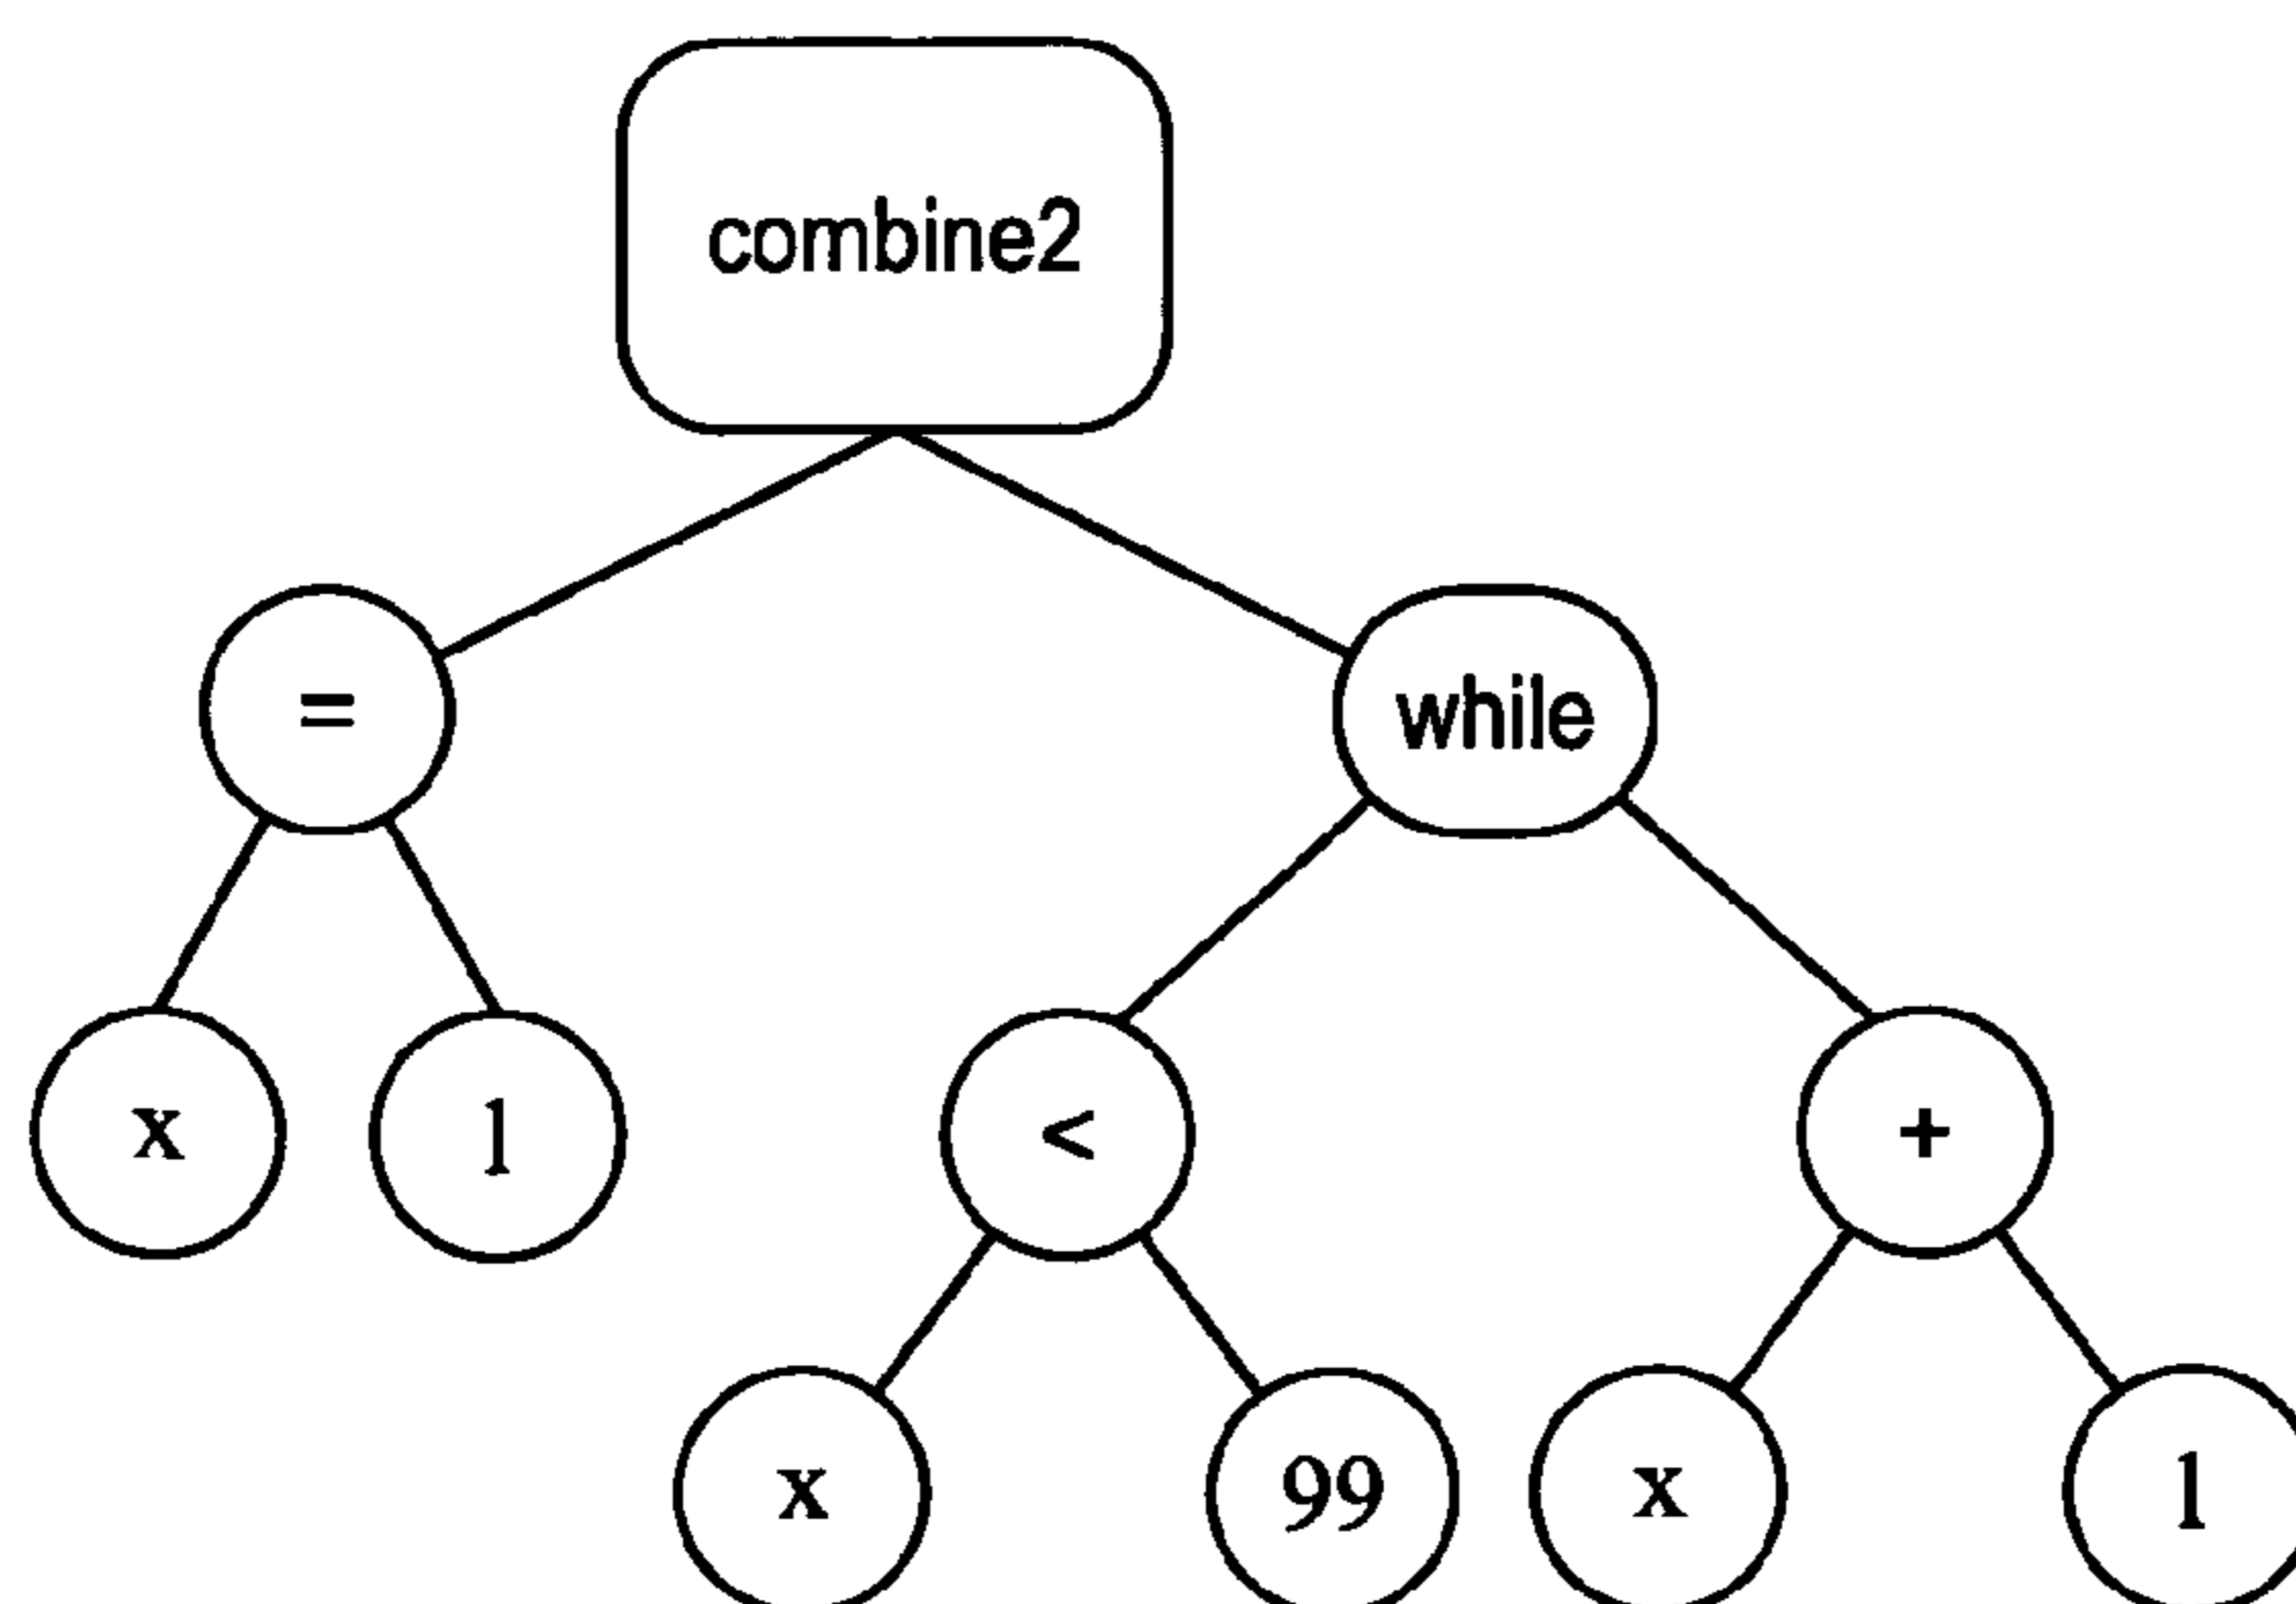 combine2
= while
x 1 < +
x 99 x 1